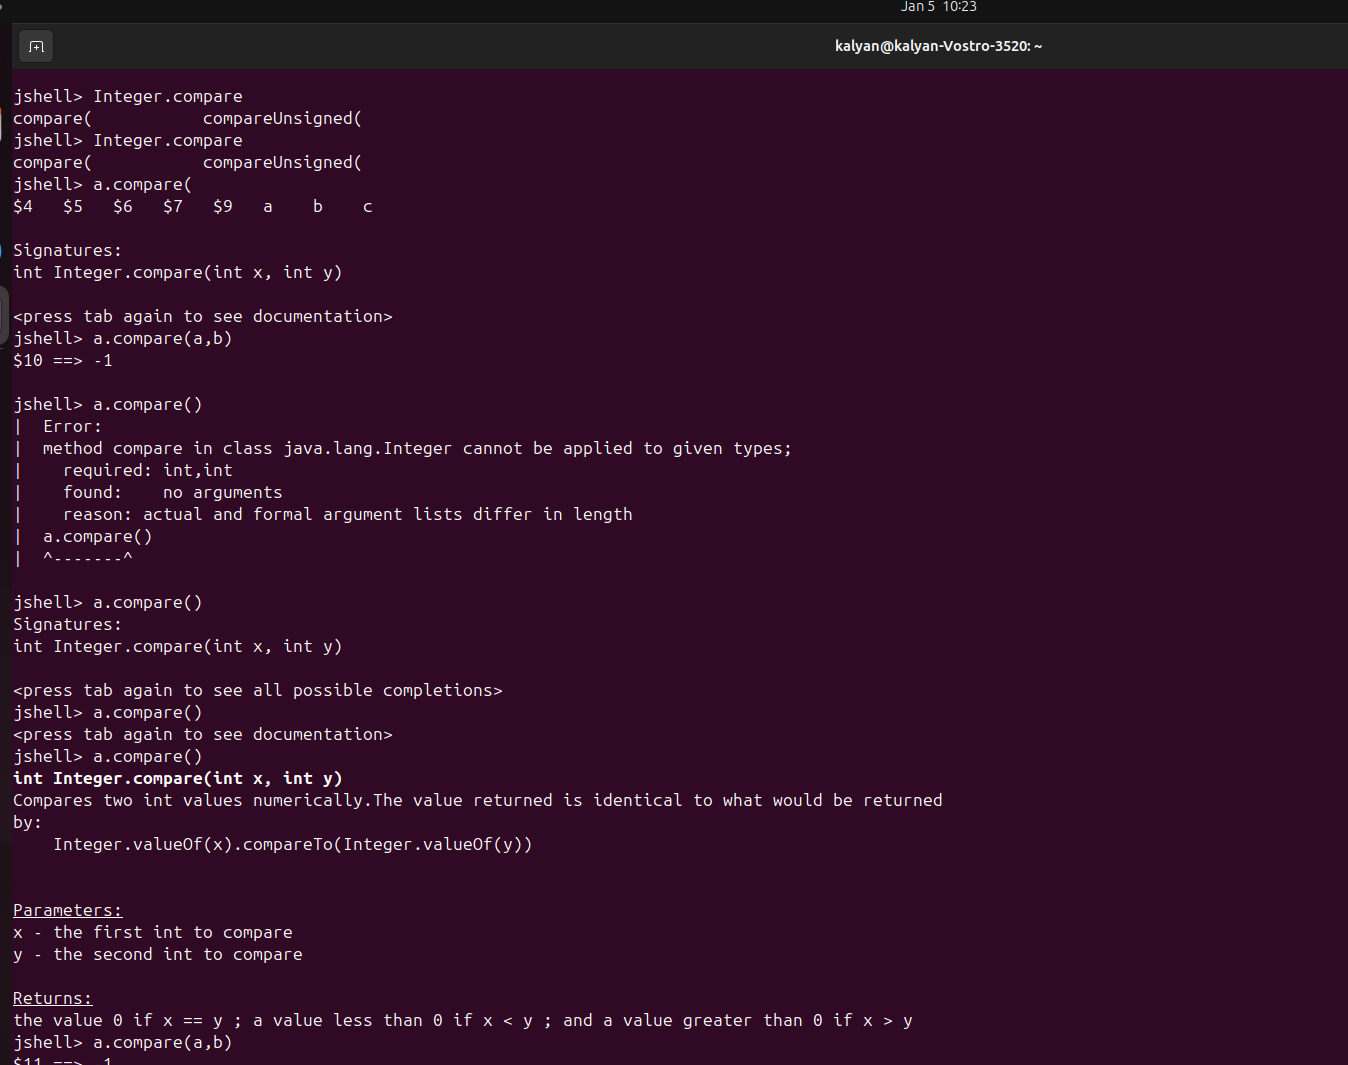 Jan 5 10:23
kalyan@kalyan-Vostro-3520: ~
jshell> Integer.compare
compare(           compareUnsigned(
jshell> Integer.compare
compare(           compareUnsigned(
jshell> a.compare(
$4   $5   $6   $7   $9   a    b    c

Signatures:
int Integer.compare(int x, int y)

<press tab again to see documentation>
jshell> a.compare(a,b)
$10 ==> -1

jshell> a.compare()
|  Error:
|  method compare in class java.lang.Integer cannot be applied to given types;
|    required: int,int
|    found:    no arguments
|    reason: actual and formal argument lists differ in length
|  a.compare()
|  ^-------^

jshell> a.compare()
Signatures:
int Integer.compare(int x, int y)

<press tab again to see all possible completions>
jshell> a.compare()
<press tab again to see documentation>
jshell> a.compare()
int Integer.compare(int x, int y)
Compares two int values numerically.The value returned is identical to what would be returned
by:
    Integer.valueOf(x).compareTo(Integer.valueOf(y))

Parameters:
x - the first int to compare
y - the second int to compare

Returns:
the value 0 if x == y ; a value less than 0 if x < y ; and a value greater than 0 if x > y
jshell> a.compare(a,b)
$11 ==> -1